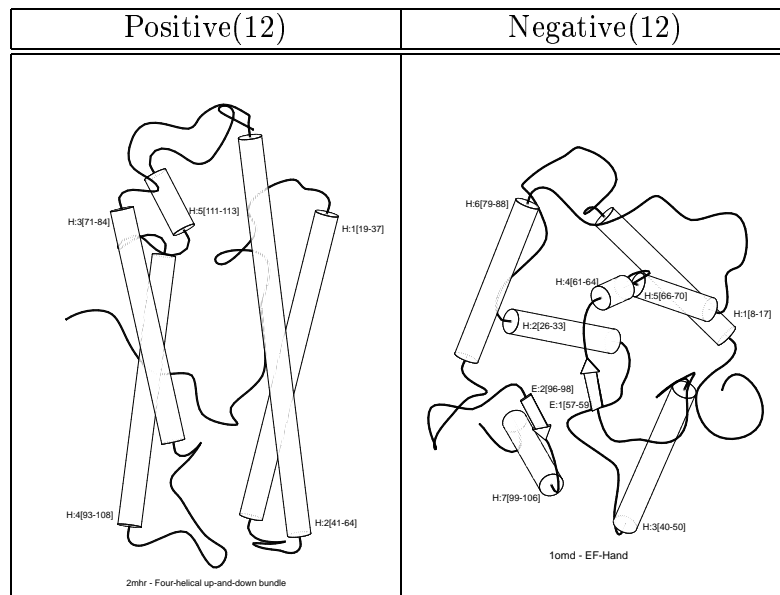 Positive(12)
Negative(12)
H:3[71-84]
H:5[111-113]
H:1[19-37]
H:4[93-108]
H:2[41-64]
2mhr - Four-helical up-and-down bundle
H:6[79-88]
H:4[61-64]
H:5[66-70]
H:1[8-17]
H:2[26-33]
E:2[96-98]
E:1[57-59]
H:7[99-106]
H:3[40-50]
1omd - EF-Hand